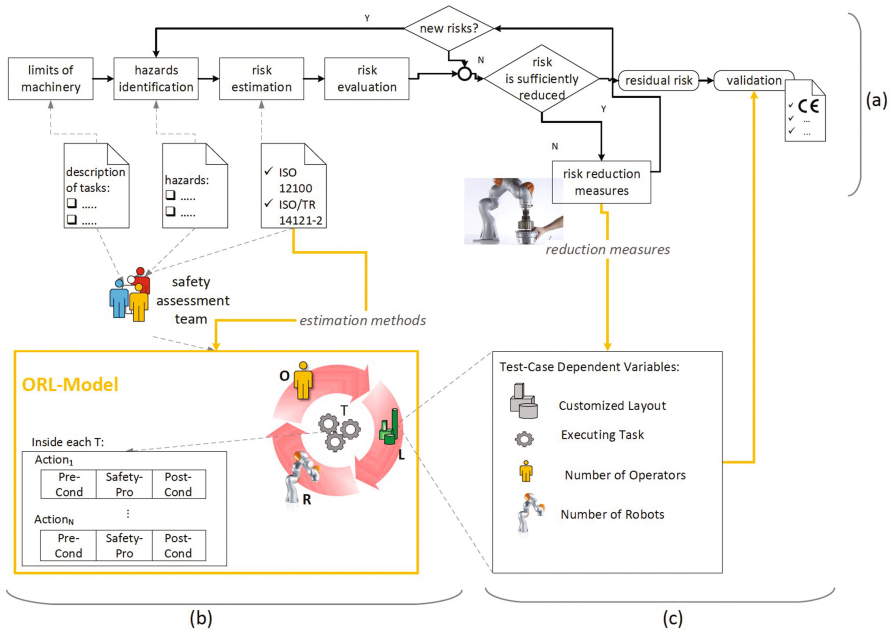 Y
new risks?
(a)
limits of
machinery
hazards
identification
risk
estimation
risk
evaluation
N
risk
is sufficiently
reduced
residual risk
validation
CE
...
...
Y
N
risk reduction
measures
description
of tasks:
.....
.....
hazards:
.....
.....
ISO
12100
ISO/TR
14121-2
reduction measures
safety
assessment
team
estimation methods
ORL-Model
O
T
L
R
Inside each T:
Action1
Pre-
Cond
Safety-
Pro
Post-
Cond
⋮
ActionN
Pre-
Cond
Safety-
Pro
Post-
Cond
Test-Case Dependent Variables:
Customized Layout
Executing Task
Number of Operators
Number of Robots
(b)
(c)